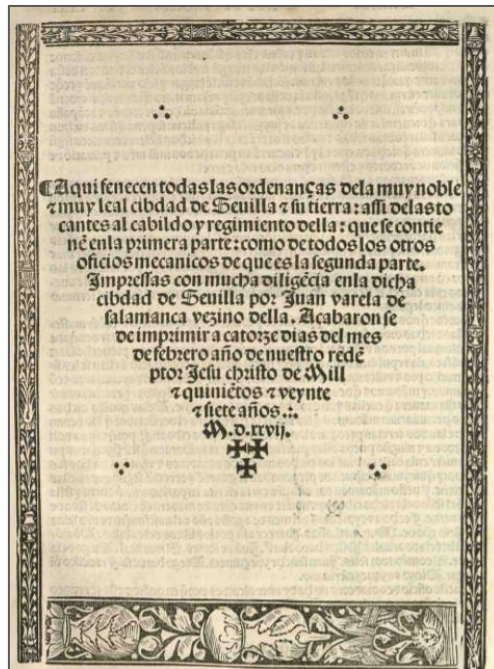 ¶Aqui fenecen todas las ordenanças dela muy noble
⁊ muy leal cibdad de Seuilla ⁊ su tierra: assi delas to
cantes al cabildo y regimiento della: que se contie
nẽ enla primera parte: como de todos los otros
oficios mecanicos de que es la segunda parte.
Impressas con mucha diligẽcia enla dicha
cibdad de Seuilla por Juan varela de
salamanca vezino della. Acabaron se
de imprimir a catorze dias del mes
de febrero año de nuestro redẽ
ptor Jesu christo de Mill
⁊ quiniẽtos ⁊ veynte
⁊ siete años.:.
M.d.xxvij.